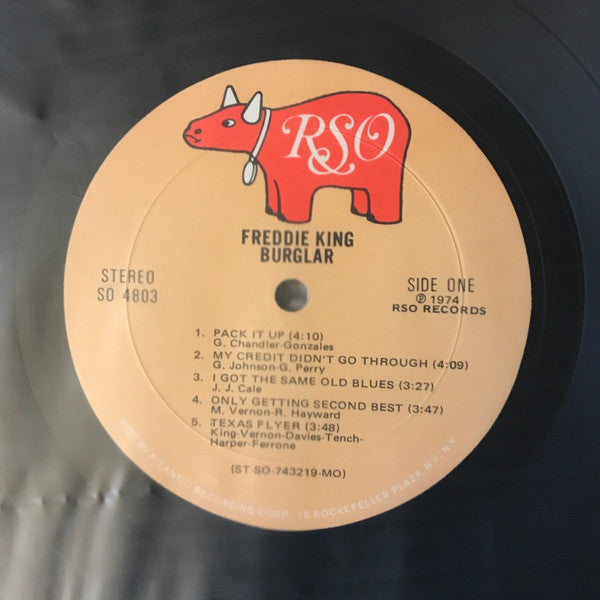 RSO
FREDDIE KING
BURGLAR
STEREO
SO 4803
SIDE ONE
Ⓟ 1974
RSO RECORDS
1. PACK IT UP (4:10)
G. Chandler-Gonzales
2. MY CREDIT DIDN'T GO THROUGH (4:09)
G. Johnson-G. Perry
3. I GOT THE SAME OLD BLUES (3:27)
J. J. Cale
4. ONLY GETTING SECOND BEST (3:47)
M. Vernon-R. Hayward
5. TEXAS FLYER (3:48)
King-Vernon-Davies-Tench-
Harper-Ferrone
(ST-SO-743219-MO)
DIST. BY ATLANTIC RECORDING CORP., 75 ROCKEFELLER PLAZA, N.Y., N.Y.